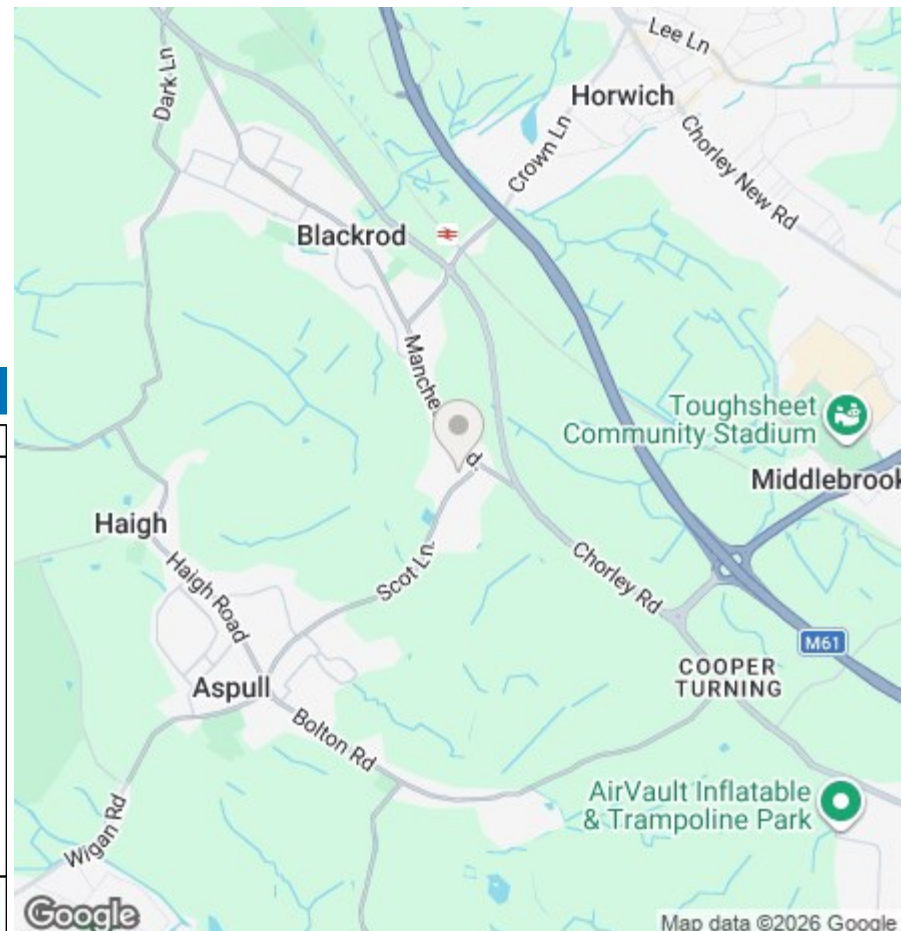 Lee Ln
Dark Ln
Horwich
Crown Ln
Chorley New Rd
Blackrod
Manche
d.
Toughsheet
Community Stadium
Middlebrook
Haigh
Scot Ln
Chorley Rd
Haigh Road
M61
COOPER
TURNING
Aspull
Bolton Rd
AirVault Inflatable
& Trampoline Park
Wigan Rd
Google
Map data ©2026 Google